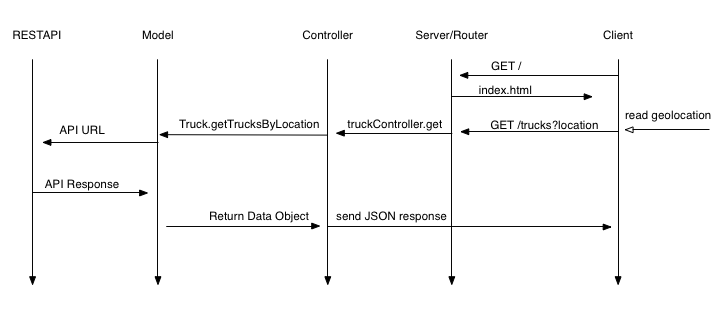 RESTAPI Model Controller Server/Router Client
GET /
index.html
read geolocation
API URL Truck.getTrucksByLocation truckController.get GET /trucks?location
API Response
Return Data Object send JSON response